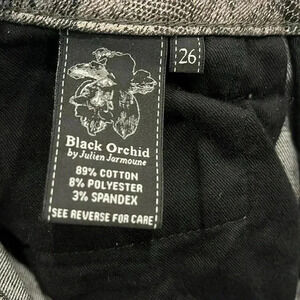 26
Black Orchid
by Julien Jarmoune
89% COTTON
8% POLYESTER
3% SPANDEX
SEE REVERSE FOR CARE